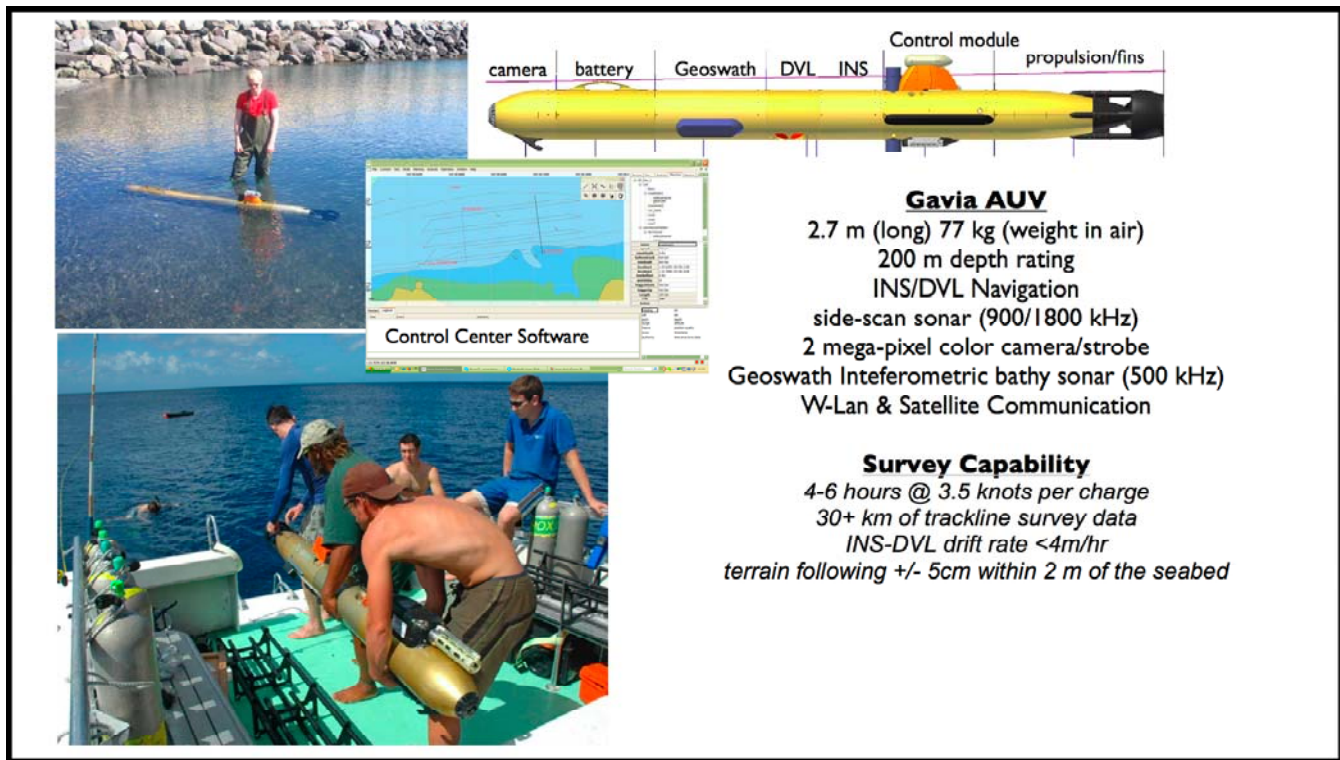 Control module
camera battery Geoswath DVL INS propulsion/fins
Control Center Software
Gavia AUV
2.7 m (long) 77 kg (weight in air)
200 m depth rating
INS/DVL Navigation
side-scan sonar (900/1800 kHz)
2 mega-pixel color camera/strobe
Geoswath Inteferometric bathy sonar (500 kHz)
W-Lan & Satellite Communication
Survey Capability
4-6 hours @ 3.5 knots per charge
30+ km of trackline survey data
INS-DVL drift rate <4m/hr
terrain following +/- 5cm within 2 m of the seabed